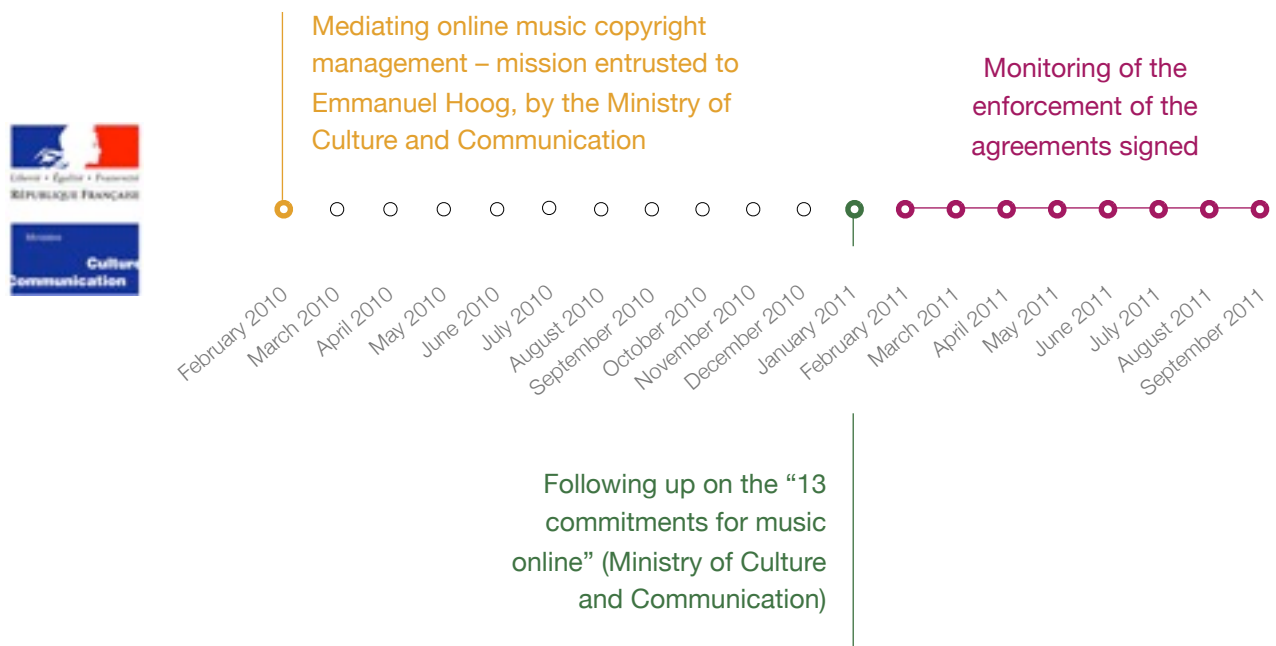 Mediating online music copyright
management – mission entrusted to
Emmanuel Hoog, by the Ministry of
Culture and Communication
Monitoring of the
enforcement of the
agreements signed
Liberté • Égalité • Fraternité
RÉPUBLIQUE FRANÇAISE
Ministère
Culture
Communication
February 2010
March 2010
April 2010
May 2010
June 2010
July 2010
August 2010
September 2010
October 2010
November 2010
December 2010
January 2011
February 2011
March 2011
April 2011
May 2011
June 2011
July 2011
August 2011
September 2011
Following up on the “13
commitments for music
online” (Ministry of Culture
and Communication)